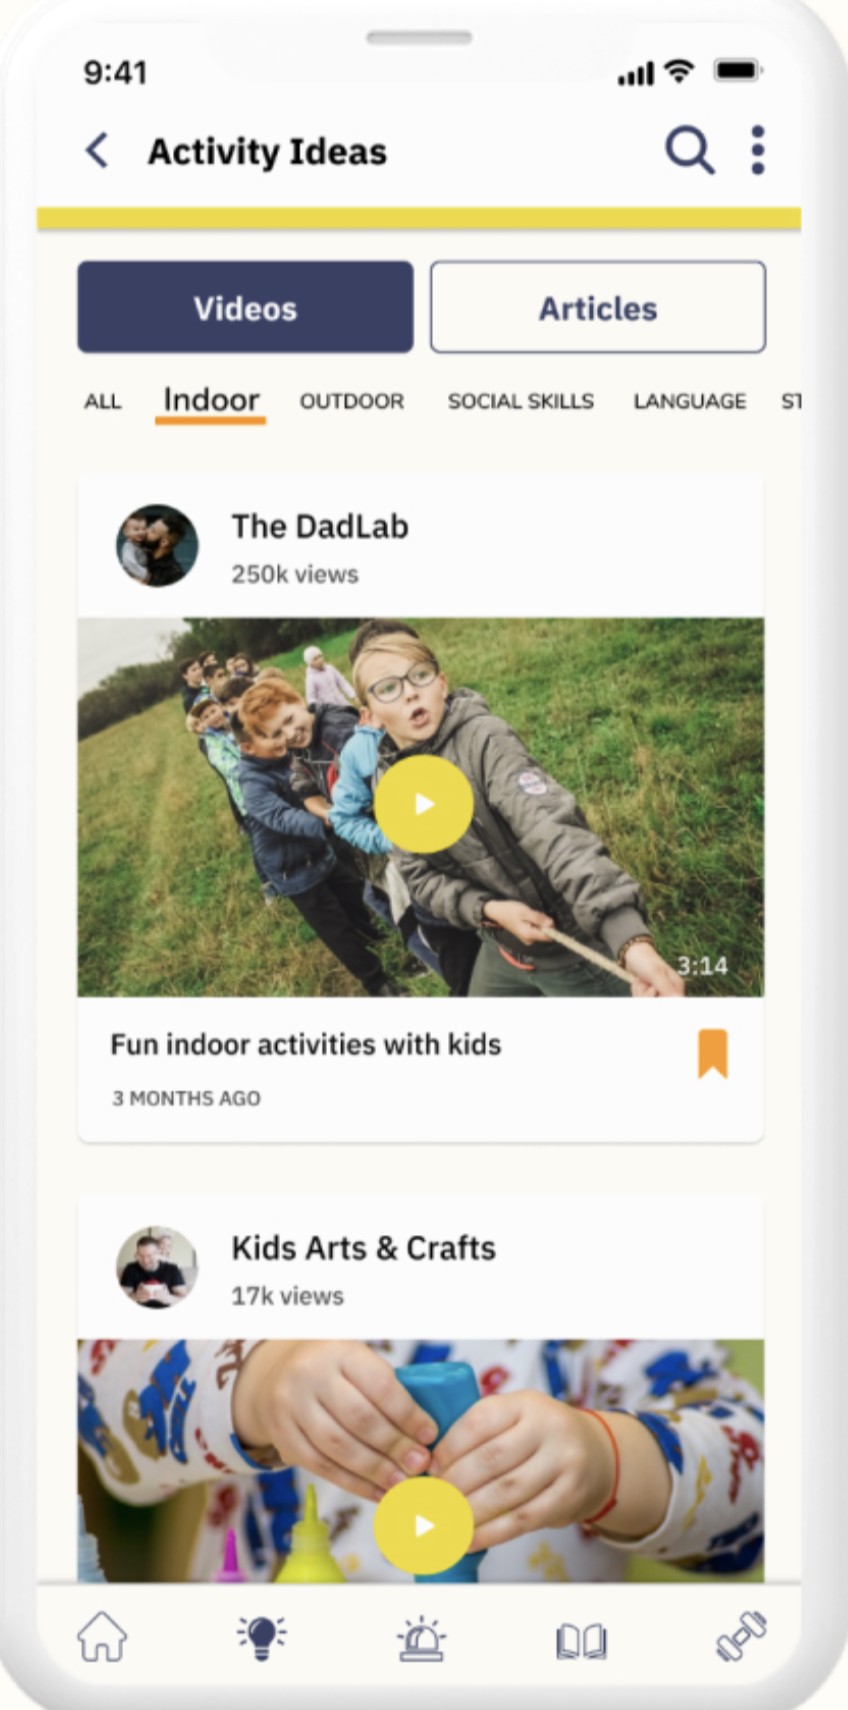 9:41
Activity Ideas
Videos Articles
ALL Indoor OUTDOOR SOCIAL SKILLS LANGUAGE ST
The DadLab
250k views
3:14
Fun indoor activities with kids
3 MONTHS AGO
Kids Arts & Crafts
17k views